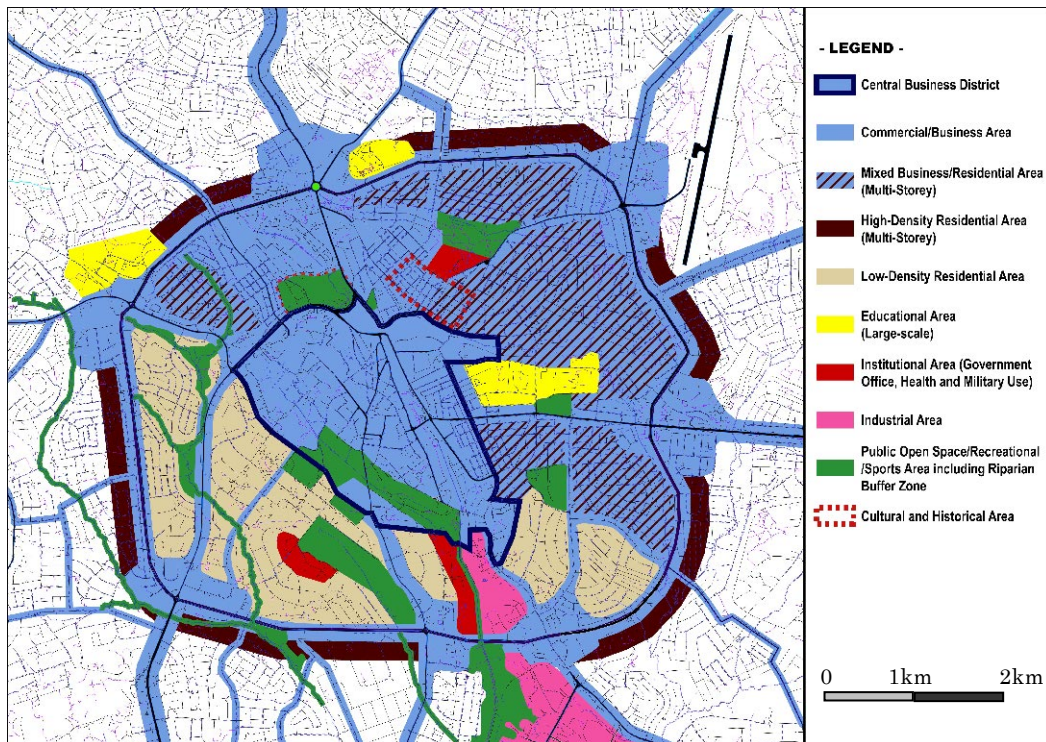 - LEGEND -
Central Business District
Commercial/Business Area
Mixed Business/Residential Area
(Multi-Storey)
High-Density Residential Area
(Multi-Storey)
Low-Density Residential Area
Educational Area
(Large-scale)
Institutional Area (Government
Office, Health and Military Use)
Industrial Area
Public Open Space/Recreational
/Sports Area including Riparian
Buffer Zone
Cultural and Historical Area
0 1km 2km